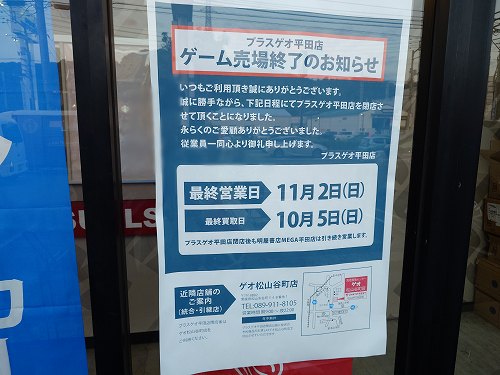 プラスゲオ平田店
ゲーム売場終了のお知らせ
いつもご利用頂き誠にありがとうございます。
誠に勝手ながら、下記日程にてプラスゲオ平田店を閉店さ
せて頂くことになりました。
永らくのご愛顧ありがとうございました。
従業員一同心より御礼申し上げます。
プラスゲオ平田店
最終営業日 11月2日(日)
最終買取日 10月5日(日)
プラスゲオ平田店閉店後も明屋書店MEGA平田店は引き続き営業します。
近隣店舗の
ご案内
(統合・引継店)
ゲオ松山谷町店
TEL:089-911-8105
ゲオ